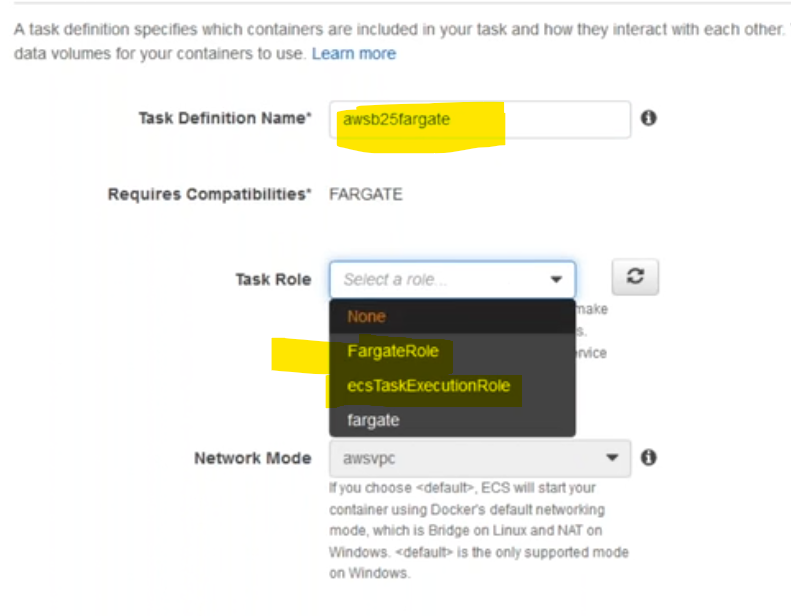 A task definition specifies which containers are included in your task and how they interact with each other.
data volumes for your containers to use. Learn more
Task Definition Name* awsb25fargate
Requires Compatibilities* FARGATE
Task Role Select a role...
None
make
s.
FargateRole
rvice
ecsTaskExecutionRole
fargate
Network Mode awsvpc
If you choose <default>, ECS will start your
container using Docker's default networking
mode, which is Bridge on Linux and NAT on
Windows. <default> is the only supported mode
on Windows.